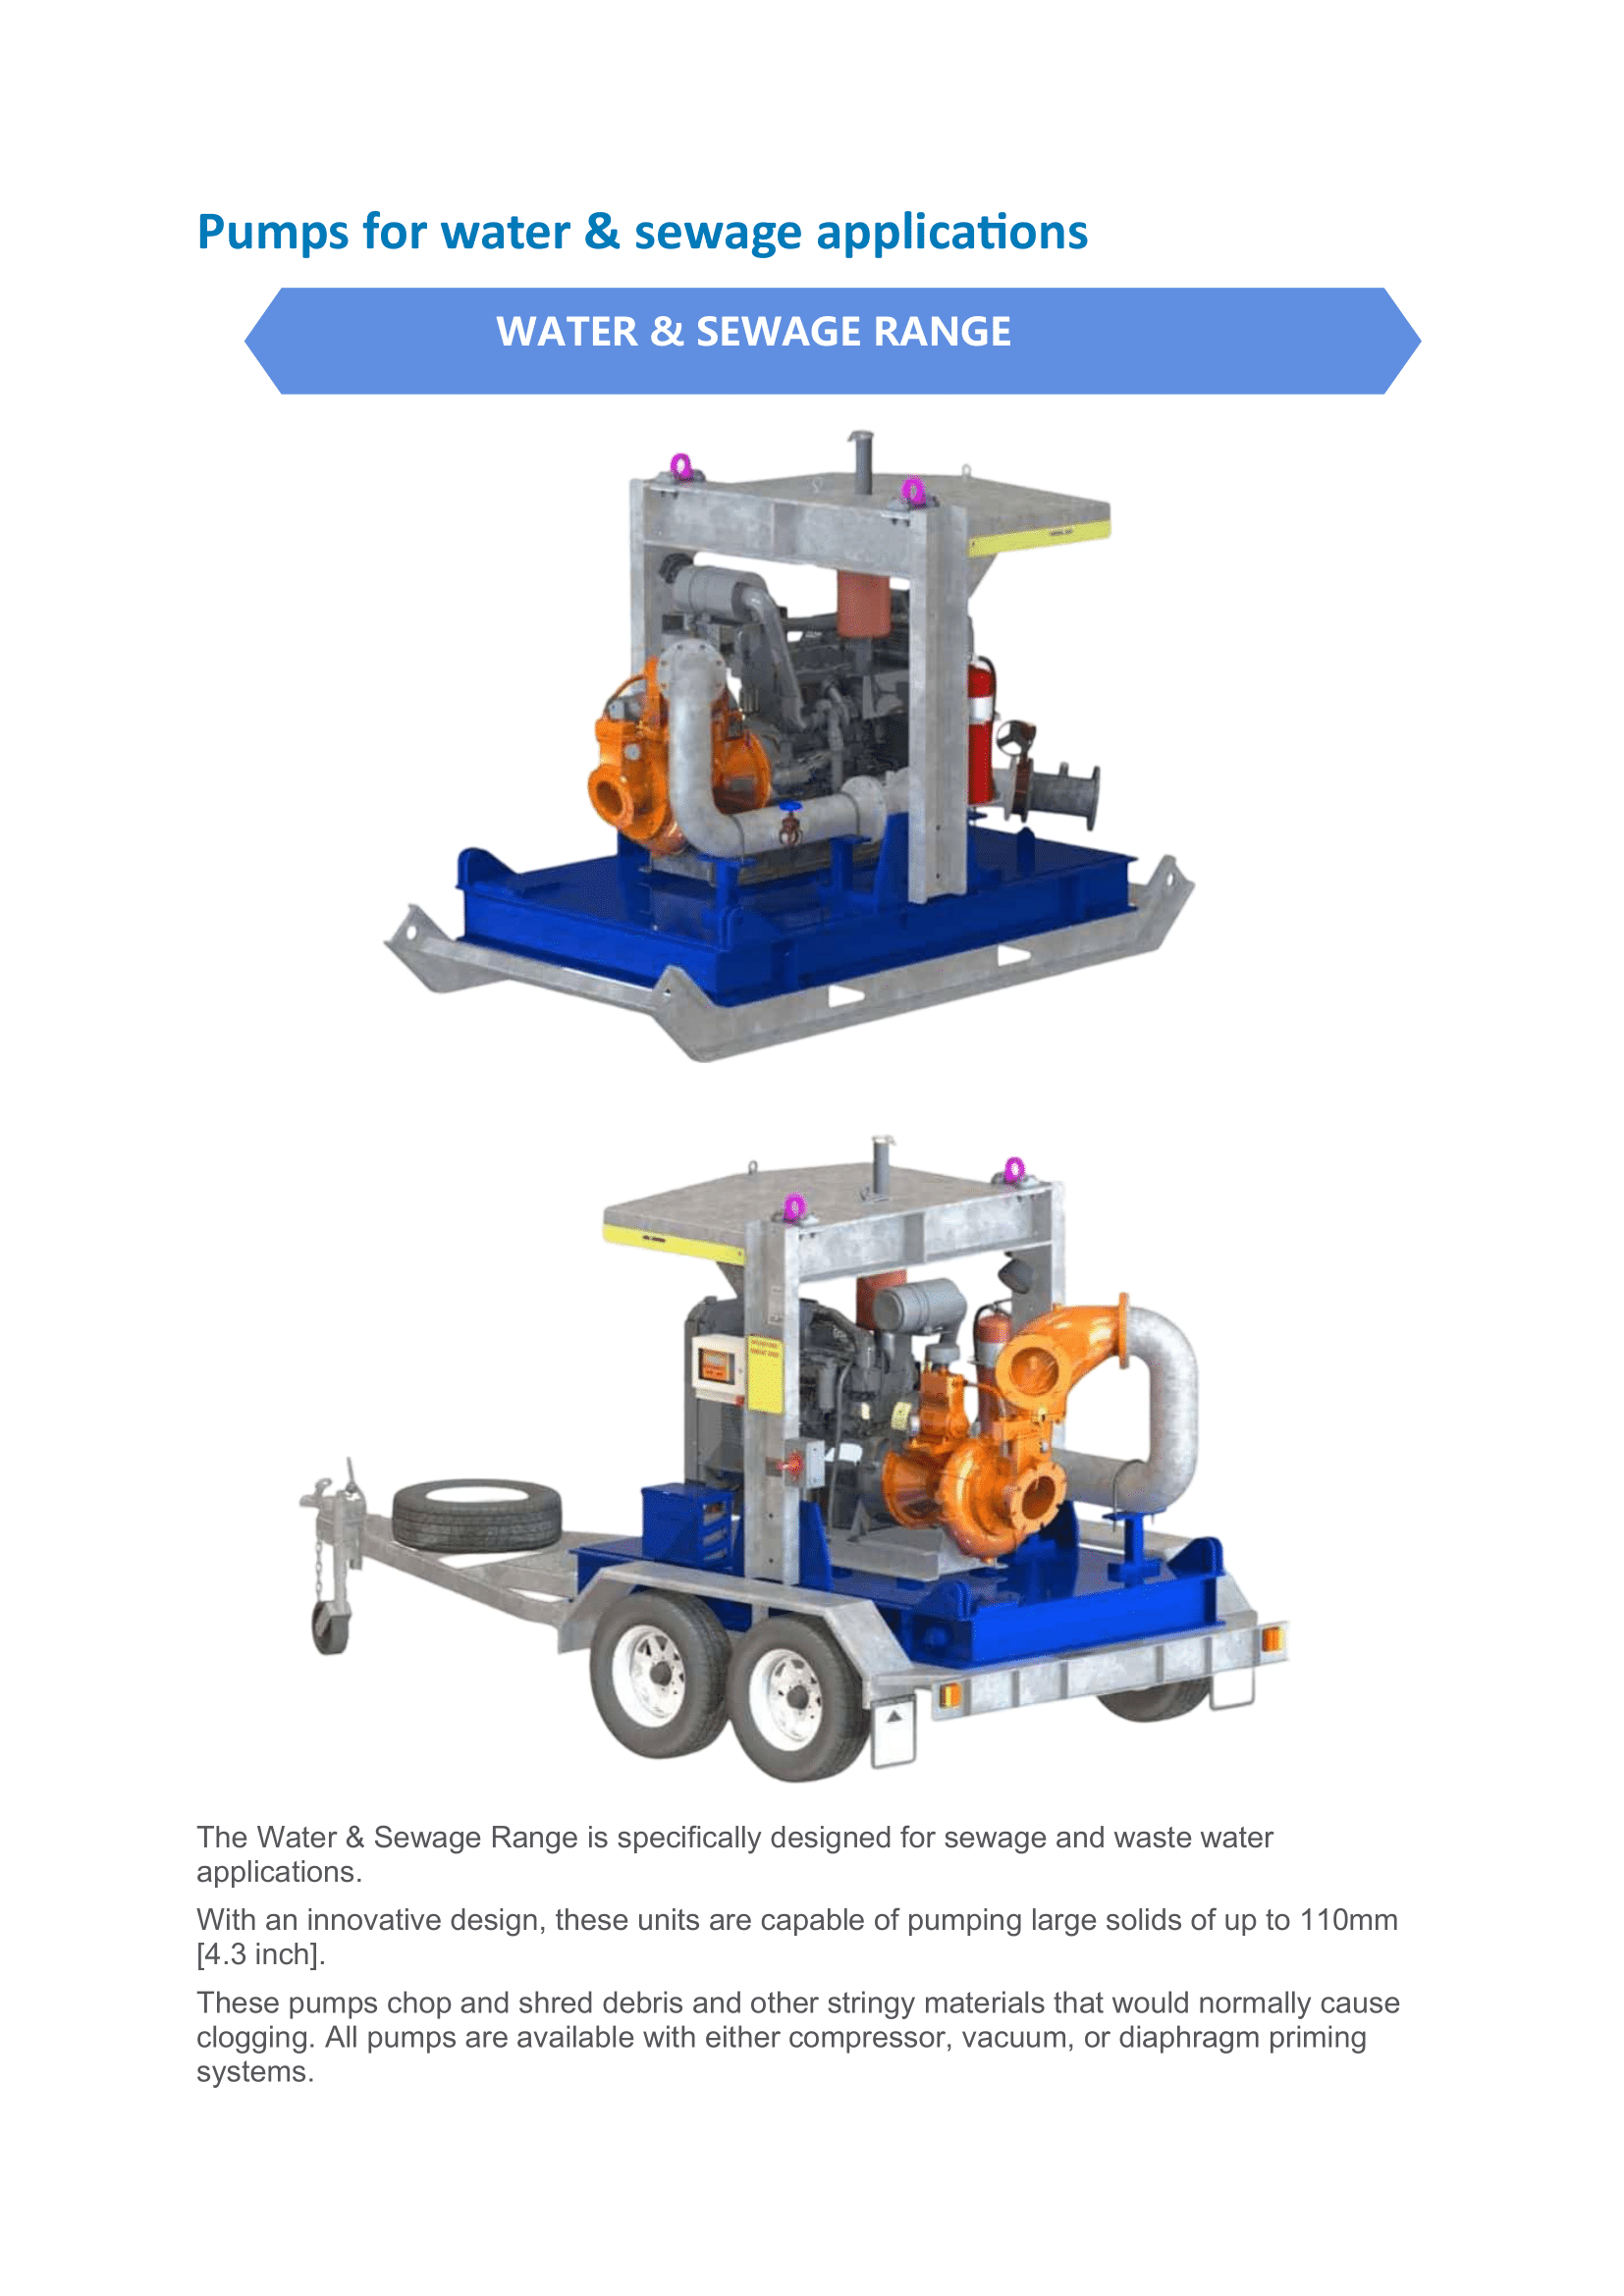 Pumps for water & sewage applications
WATER & SEWAGE RANGE
The Water & Sewage Range is specifically designed for sewage and waste water
applications.
With an innovative design, these units are capable of pumping large solids of up to 110mm
[4.3 inch].
These pumps chop and shred debris and other stringy materials that would normally cause
clogging. All pumps are available with either compressor, vacuum, or diaphragm priming
systems.